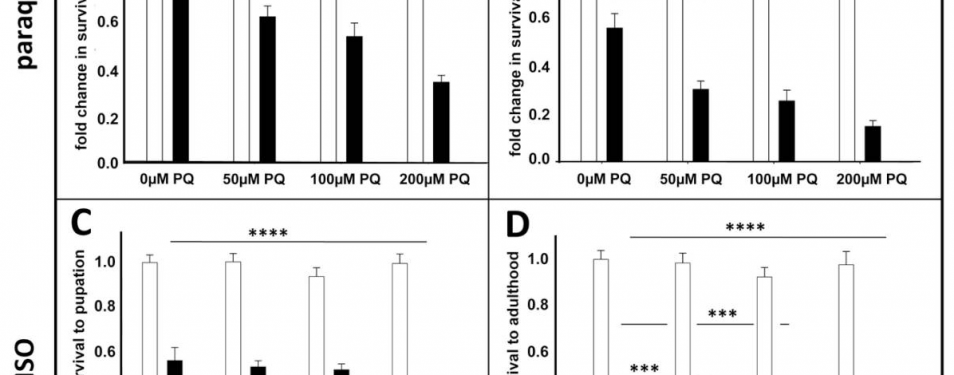 paraq
fold change in surviv
0.6
0.4
0.2
0.0
0µM PQ 50µM PQ 100µM PQ 200µM PQ
fold change in surviva
0.6
0.4
0.2
0.0
0µM PQ 50µM PQ 100µM PQ 200µM PQ
C
****
rvival to pupation
1.0
0.8
0.6
D
****
ival to adulthood
1.0
0.8
0.6
***
***
ISO